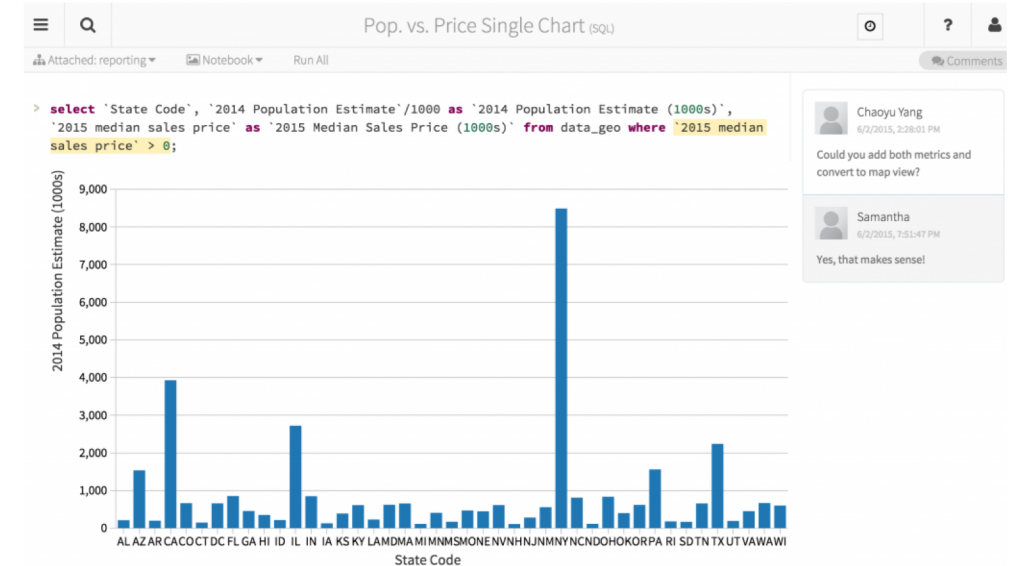 Pop. vs. Price Single Chart (SQL)
?
Attached: reporting
Notebook
Run All
Comments
> select `State Code`, `2014 Population Estimate`/1000 as `2014 Population Estimate (1000s)`,
`2015 median sales price` as `2015 Median Sales Price (1000s)` from data_geo where `2015 median
sales price` > 0;
Chaoyu Yang
6/2/2015, 2:28:01 PM
Could you add both metrics and
convert to map view?
Samantha
6/2/2015, 7:51:47 PM
Yes, that makes sense!
2014 Population Estimate (1000s)
9,000
8,000
7,000
6,000
5,000
4,000
3,000
2,000
1,000
0
AL AZ AR CA CO CT DC FL GA HI ID IL IN IA KS KY LA MD MA MI MN MS MO NE NV NH NJ NM NY NC ND OH OK OR PA RI SD TN TX UT VA WA WI
State Code